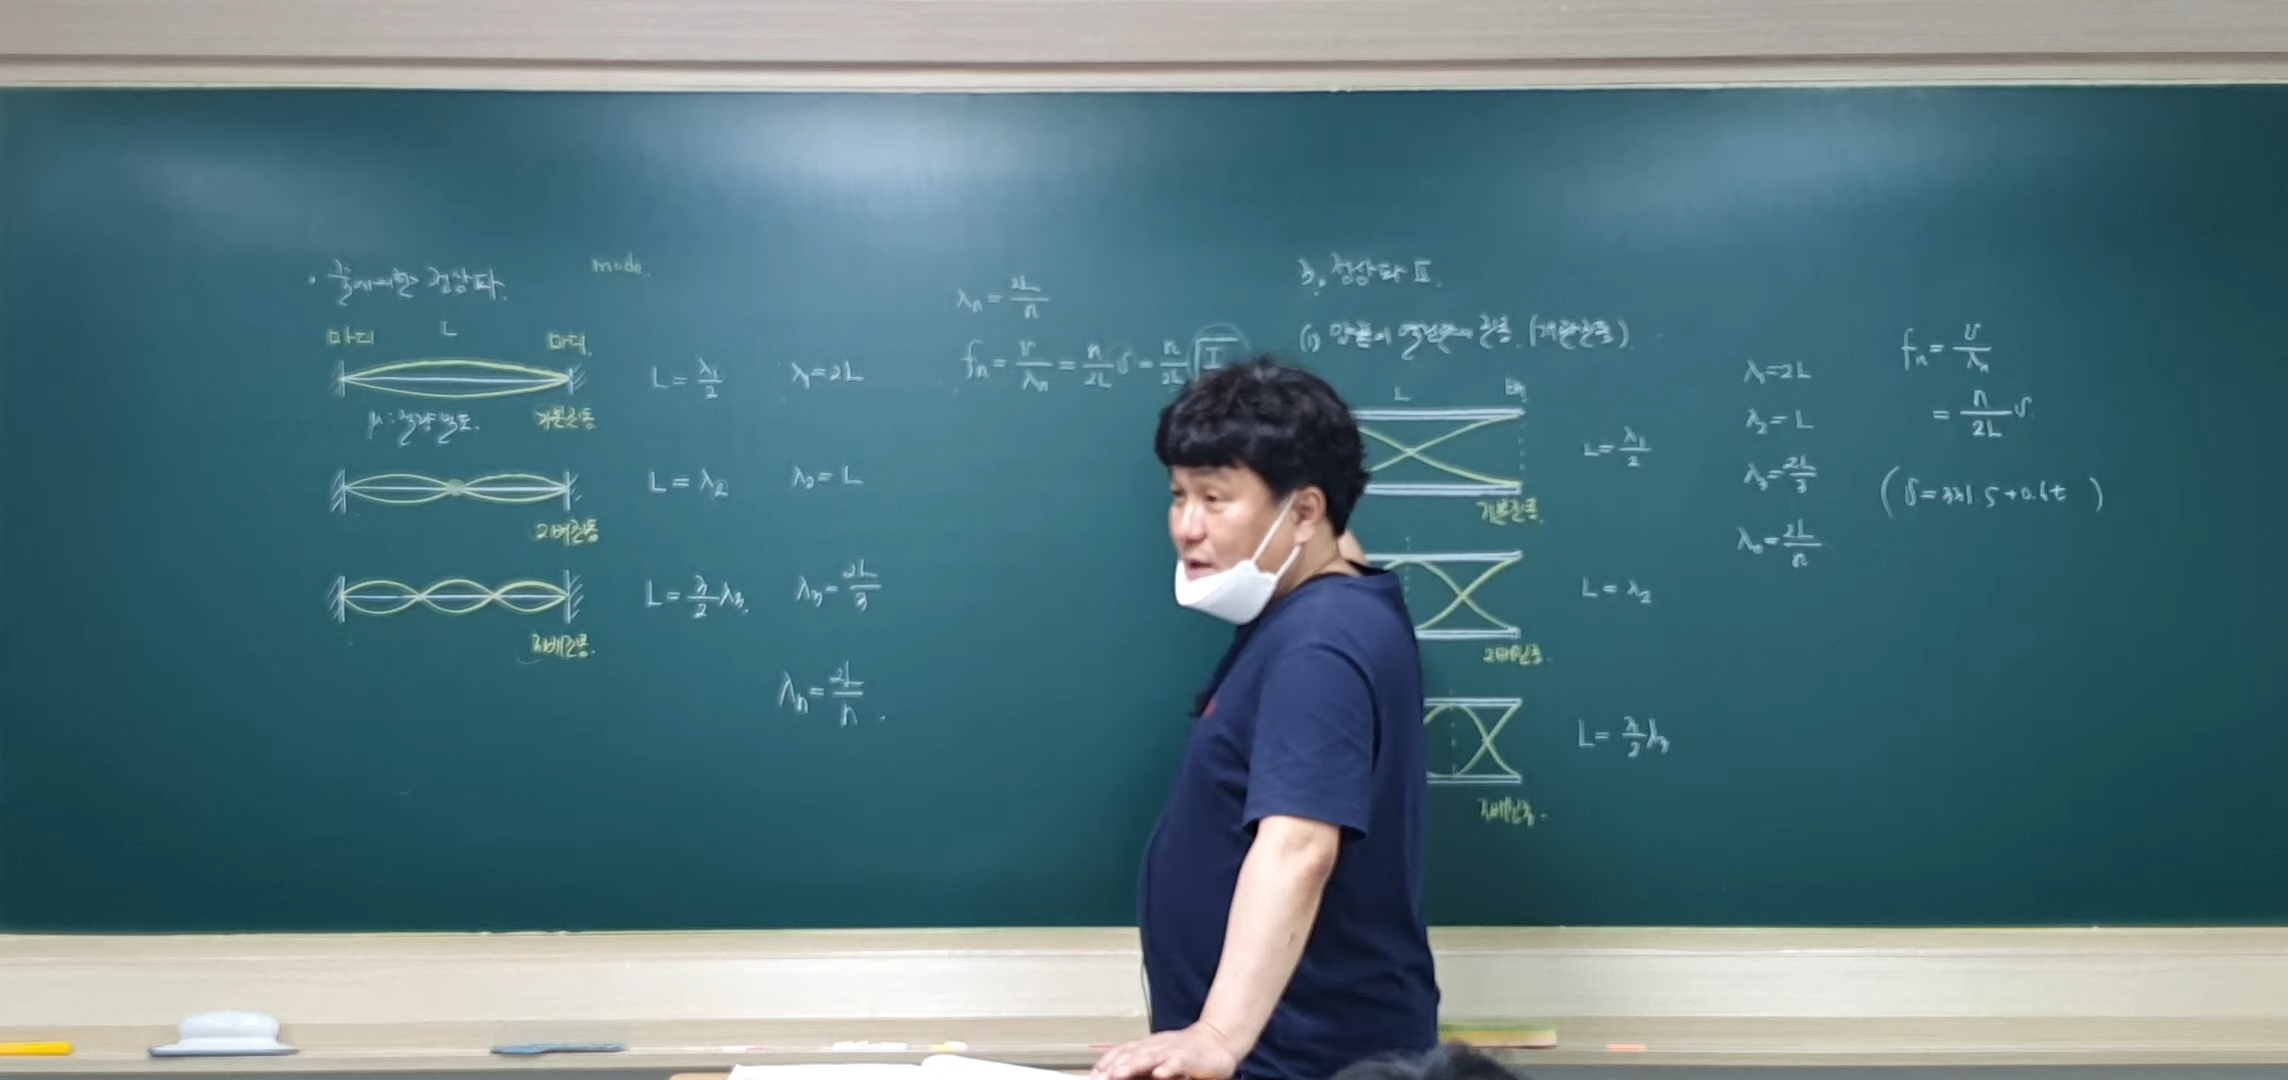 · 줄에 의한 정상파.
mode.
마디 L 마디.
L = λ₁/2 λ₁ = 2L
μ : 질량 밀도. 기본진동
L = λ₂ λ₂ = L
2배진동
L = 3/2 λ₃. λ₃ = 2L/3
3배진동.
λn = 2L/n .
λn = 2L/n
fn = v/λn = n/2L v = n/2L √T
3. 정상파 Ⅱ.
(1) 양끝이 열린 진동. (개관진동)
L 배
L = λ₁/2
기본진동.
L = λ₂
2배진동.
L = 3/2 λ₃
3배진동.
λ₁ = 2L
λ₂ = L
λ₃ = 2L/3
λn = 2L/n
fn = v/λn
= n/2L v.
( v = 331.5 + 0.6t )